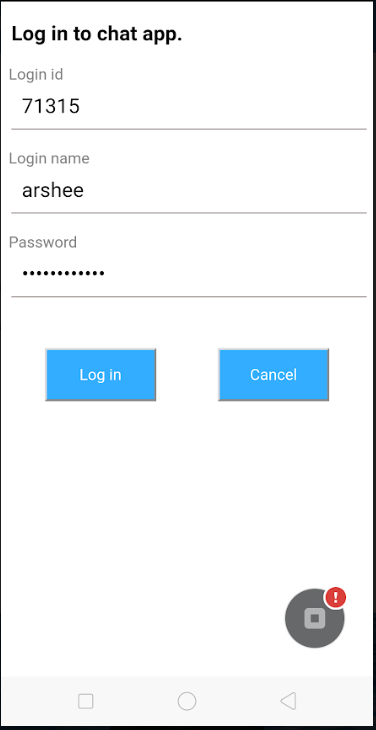 Log in to chat app.
Login id
71315
Login name
arshee
Password
••••••••••••
Log in Cancel
!